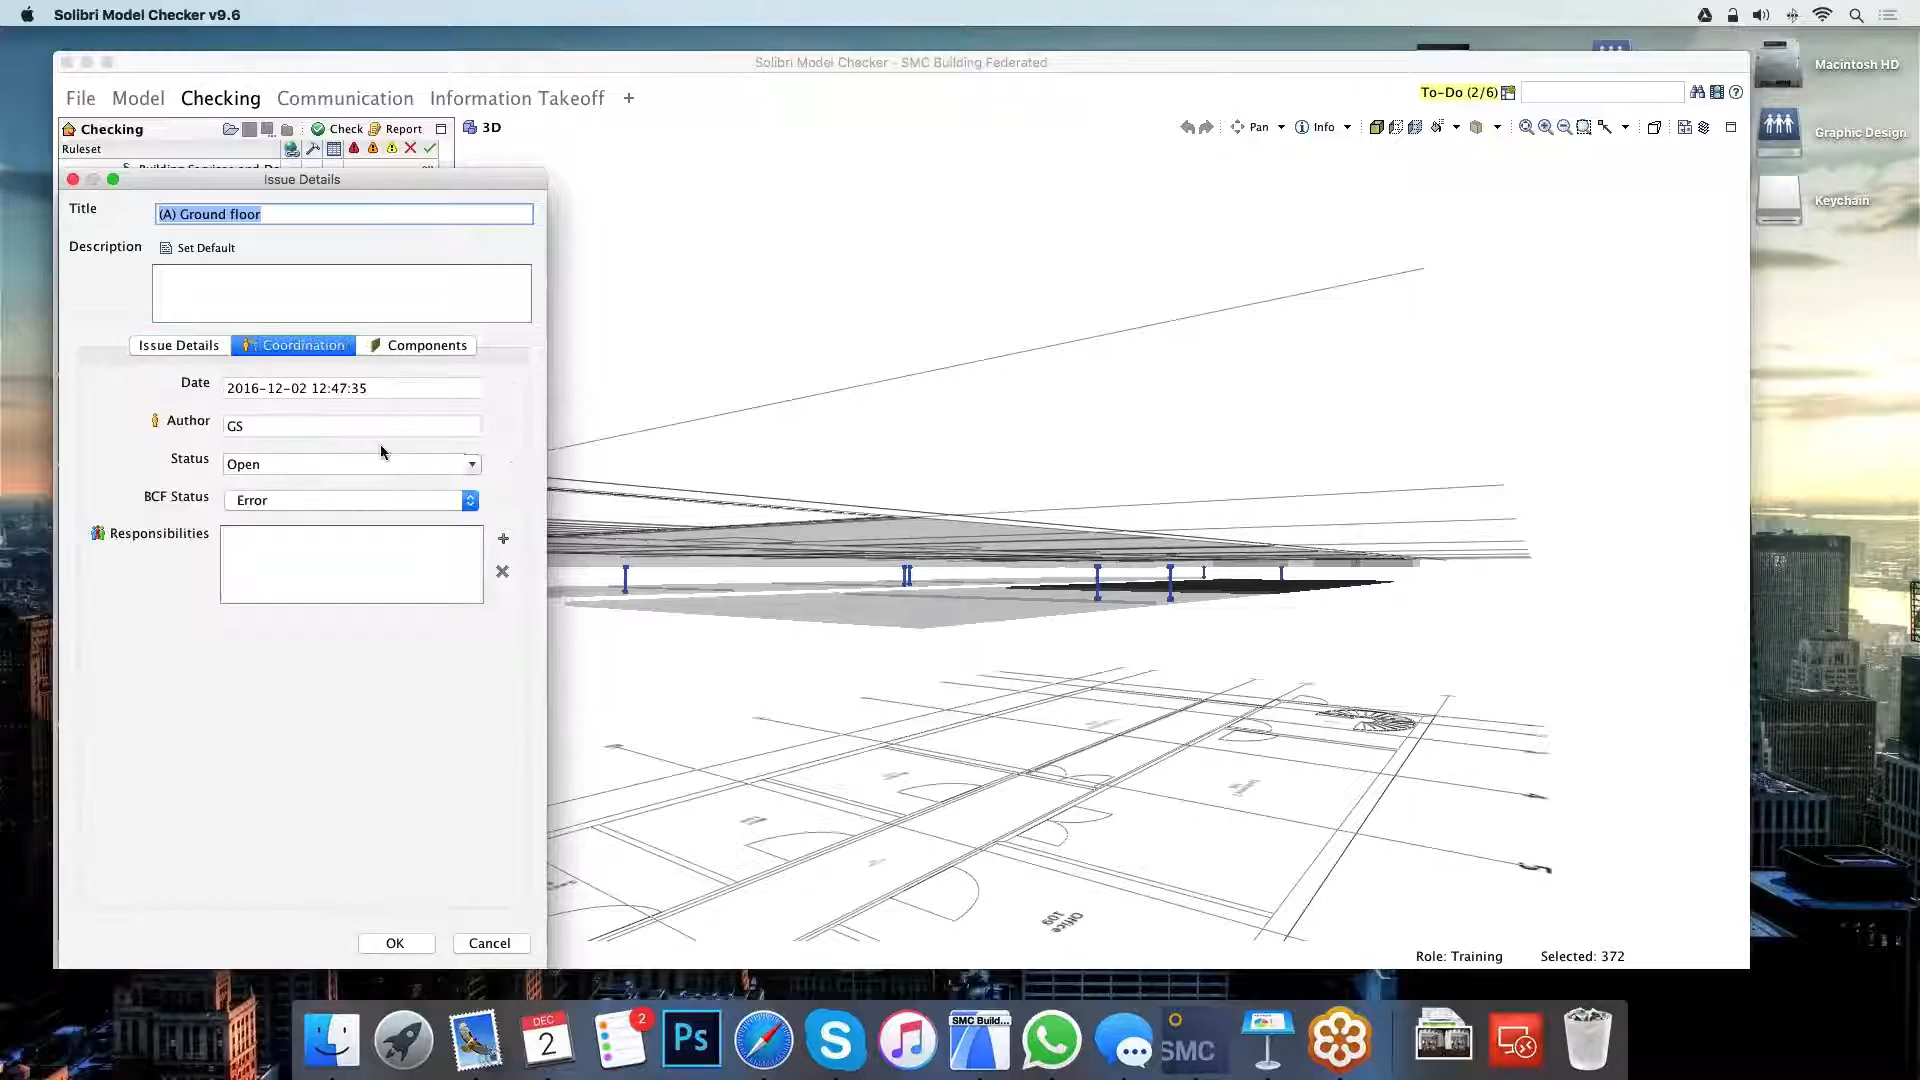 Solibri Model Checker v9.6
Solibri Model Checker - SMC Building Federated
Macintosh HD
File Model Checking Communication Information Takeoff +
To-Do (2/6)
Checking
Check Report
3D
Pan
Info
Graphic Design
Ruleset
Issue Details
Title
(A) Ground floor
Keychain
Description
Set Default
Issue Details
Coordination
Components
Date
2016-12-02 12:47:35
Author
GS
Status
Open
BCF Status
Error
Responsibilities
Office
109
OK
Cancel
Role: Training
Selected: 372
DEC
2
2
Ps
SMC Build...
SMC